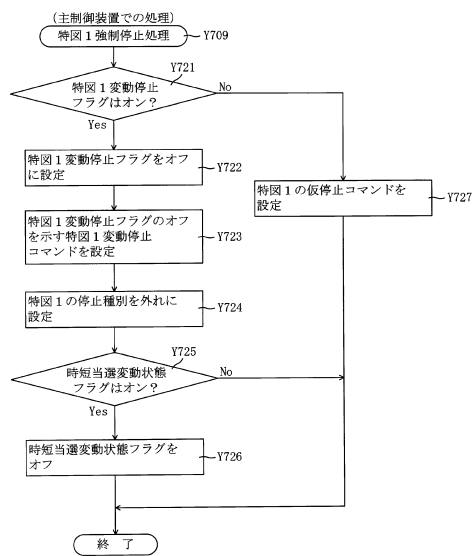 （主制御装置での処理）
特図１強制停止処理
Y709
特図１変動停止
フラグはオン？
Y721
No
Yes
特図１変動停止フラグをオフ
に設定
Y722
特図１の仮停止コマンドを
設定
Y727
特図１変動停止フラグのオフ
を示す特図１変動停止
コマンドを設定
Y723
特図１の停止種別を外れに
設定
Y724
時短当選変動状態
フラグはオン？
Y725
No
Yes
時短当選変動状態フラグを
オフ
Y726
終 了